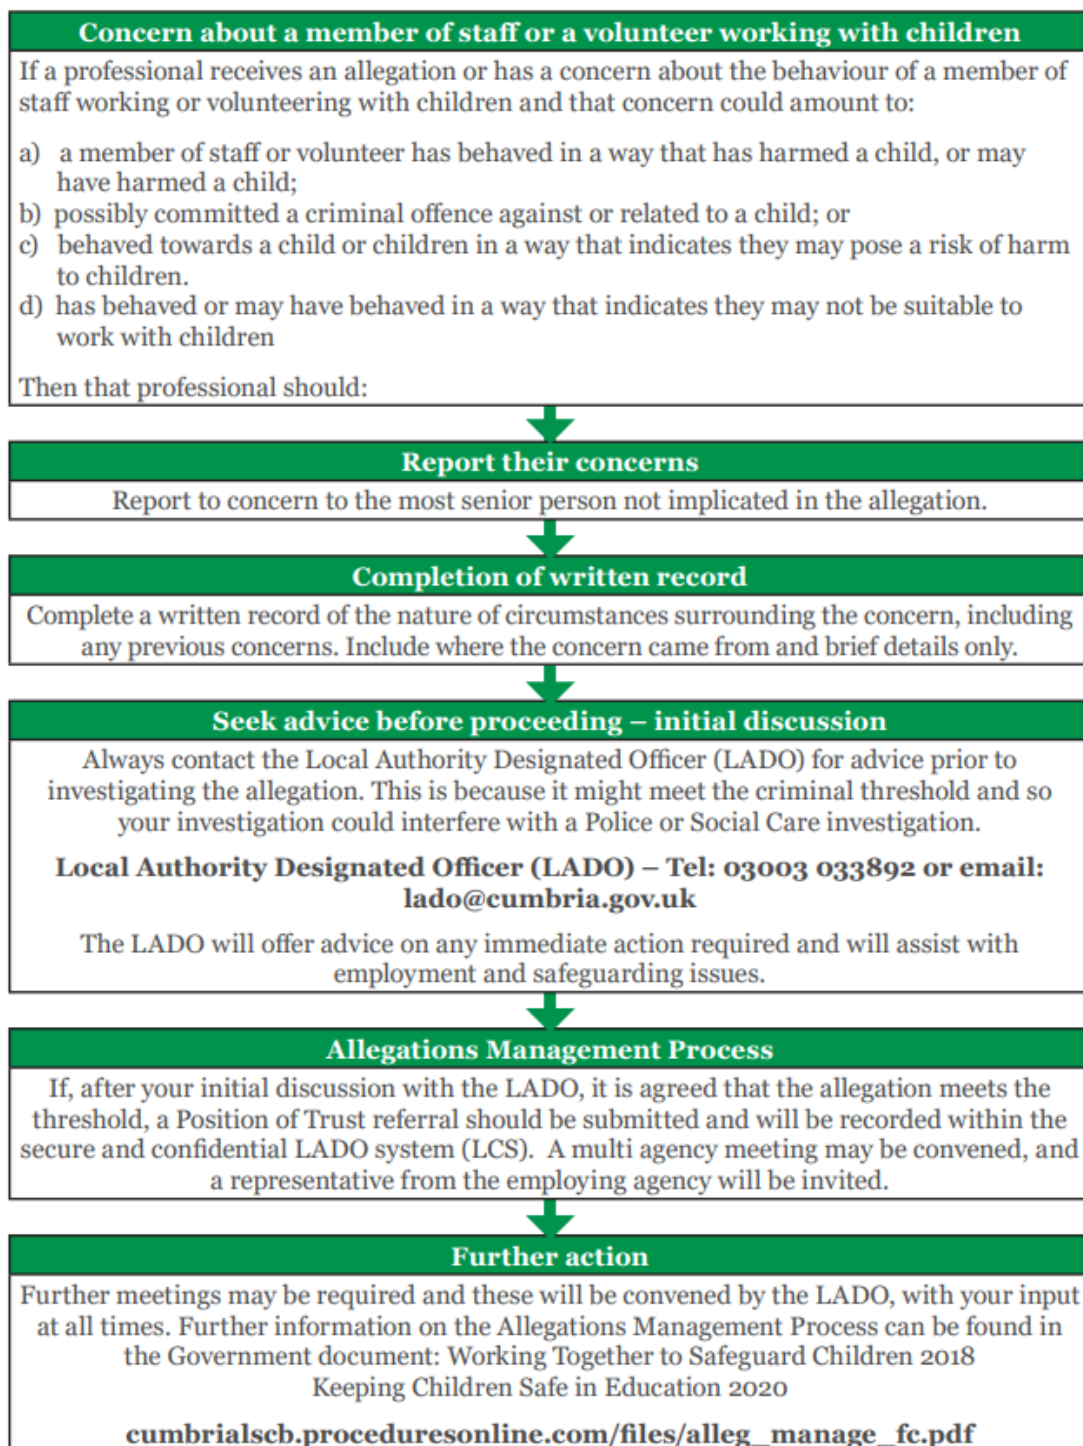 Concern about a member of staff or a volunteer working with children
If a professional receives an allegation or has a concern about the behaviour of a member of
staff working or volunteering with children and that concern could amount to:
a) a member of staff or volunteer has behaved in a way that has harmed a child, or may
have harmed a child;
b) possibly committed a criminal offence against or related to a child; or
c) behaved towards a child or children in a way that indicates they may pose a risk of harm
to children.
d) has behaved or may have behaved in a way that indicates they may not be suitable to
work with children
Then that professional should:
Report their concerns
Report to concern to the most senior person not implicated in the allegation.
Completion of written record
Complete a written record of the nature of circumstances surrounding the concern, including
any previous concerns. Include where the concern came from and brief details only.
Seek advice before proceeding – initial discussion
Always contact the Local Authority Designated Officer (LADO) for advice prior to
investigating the allegation. This is because it might meet the criminal threshold and so
your investigation could interfere with a Police or Social Care investigation.
Local Authority Designated Officer (LADO) – Tel: 03003 033892 or email:
lado@cumbria.gov.uk
The LADO will offer advice on any immediate action required and will assist with
employment and safeguarding issues.
Allegations Management Process
If, after your initial discussion with the LADO, it is agreed that the allegation meets the
threshold, a Position of Trust referral should be submitted and will be recorded within the
secure and confidential LADO system (LCS). A multi agency meeting may be convened, and
a representative from the employing agency will be invited.
Further action
Further meetings may be required and these will be convened by the LADO, with your input
at all times. Further information on the Allegations Management Process can be found in
the Government document: Working Together to Safeguard Children 2018
Keeping Children Safe in Education 2020
cumbrialscb.proceduresonline.com/files/alleg_manage_fc.pdf